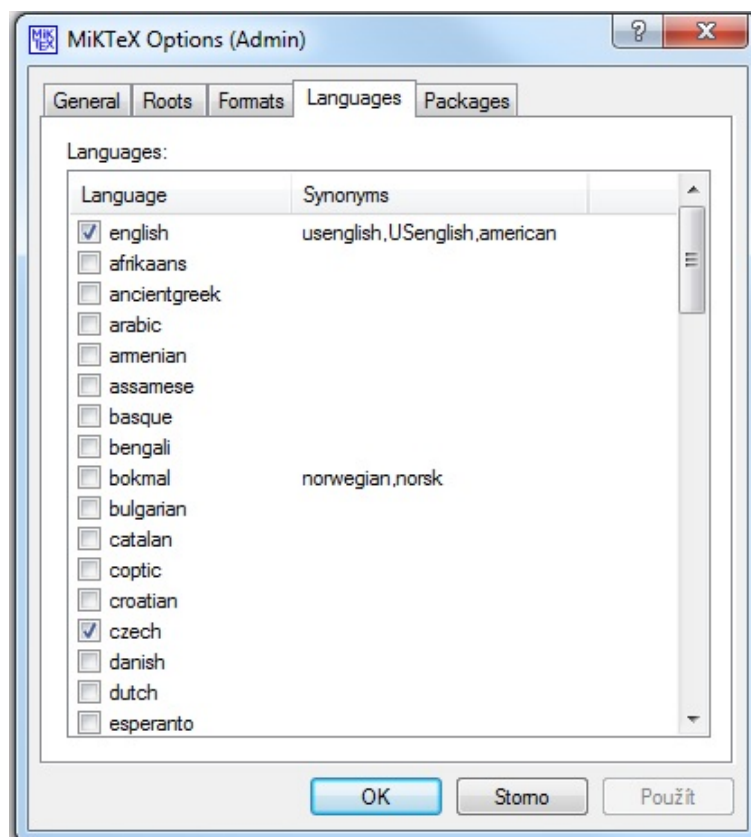 MiKTeX Options (Admin)
General Roots Formats Languages Packages
Languages:
Language Synonyms
english usenglish,USenglish,american
afrikaans
ancientgreek
arabic
armenian
assamese
basque
bengali
bokmal norwegian,norsk
bulgarian
catalan
coptic
croatian
czech
danish
dutch
esperanto
OK Storno Použít